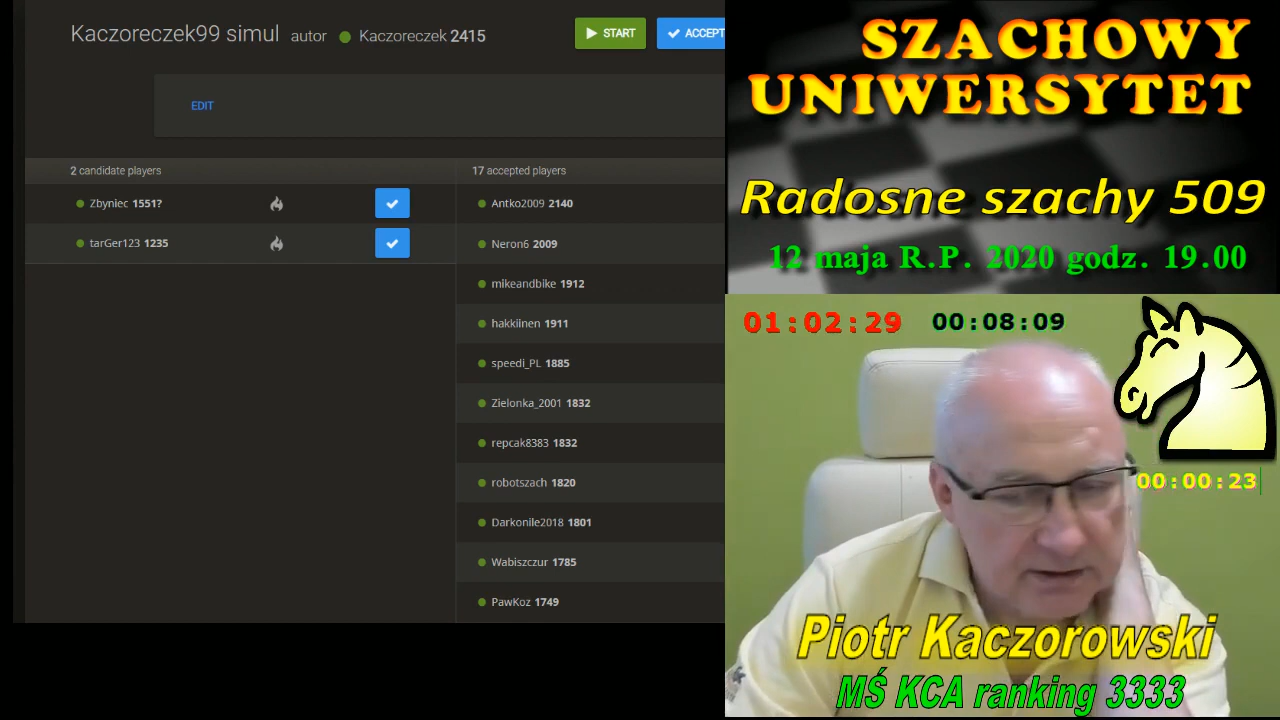 Kaczoreczek99 simul autor Kaczoreczek 2415
START
ACCEPT
EDIT
2 candidate players
Zbyniec 1551?
tarGer123 1235
17 accepted players
Antko2009 2140
Neron6 2009
mikeandbike 1912
hakkiinen 1911
speedi_PL 1885
Zielonka_2001 1832
repcak8383 1832
robotszach 1820
Darkonile2018 1801
Wabiszczur 1785
PawKoz 1749
SZACHOWY
UNIWERSYTET
Radosne szachy 509
12 maja R.P. 2020 godz. 19.00
01:02:29 00:08:09
00:00:23
Piotr Kaczorowski
MŚ KCA ranking 3333